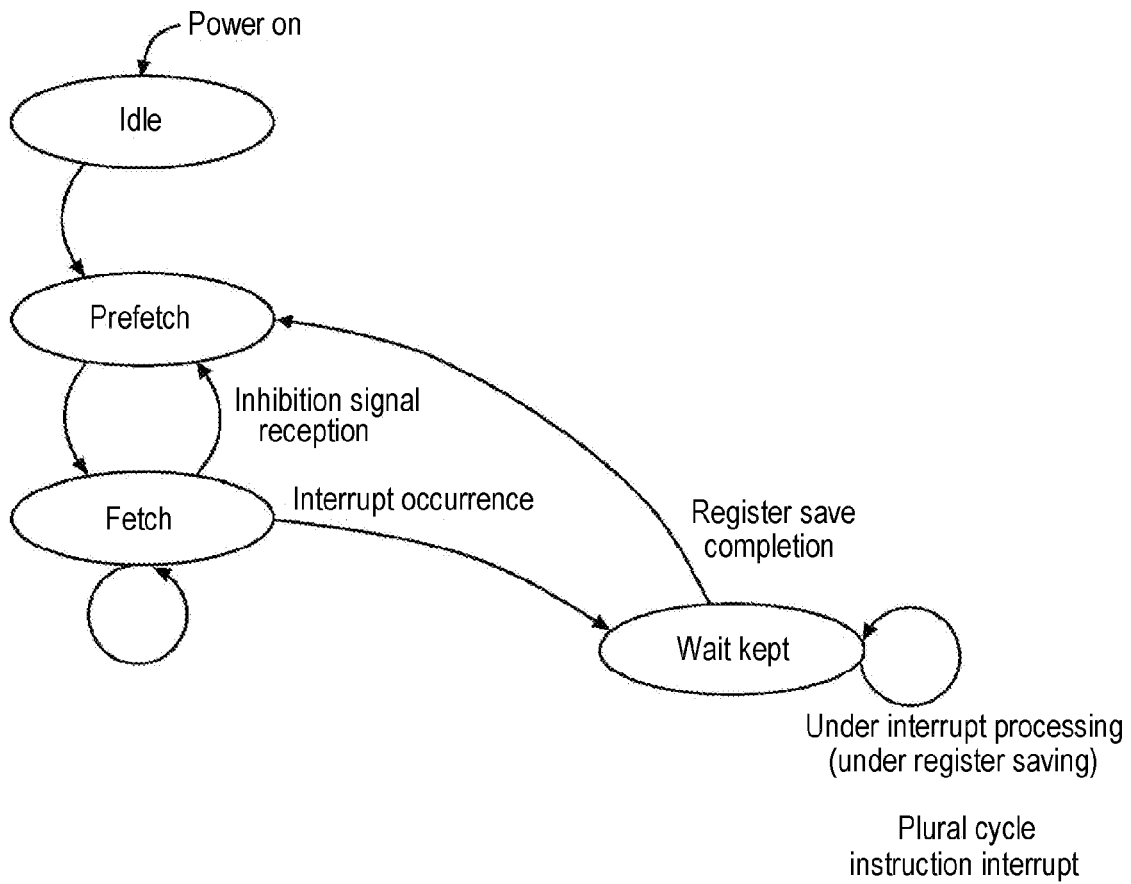 Power on
Idle
Prefetch
Inhibition signal
reception
Fetch
Interrupt occurrence
Register save
completion
Wait kept
Under interrupt processing
(under register saving)
Plural cycle
instruction interrupt